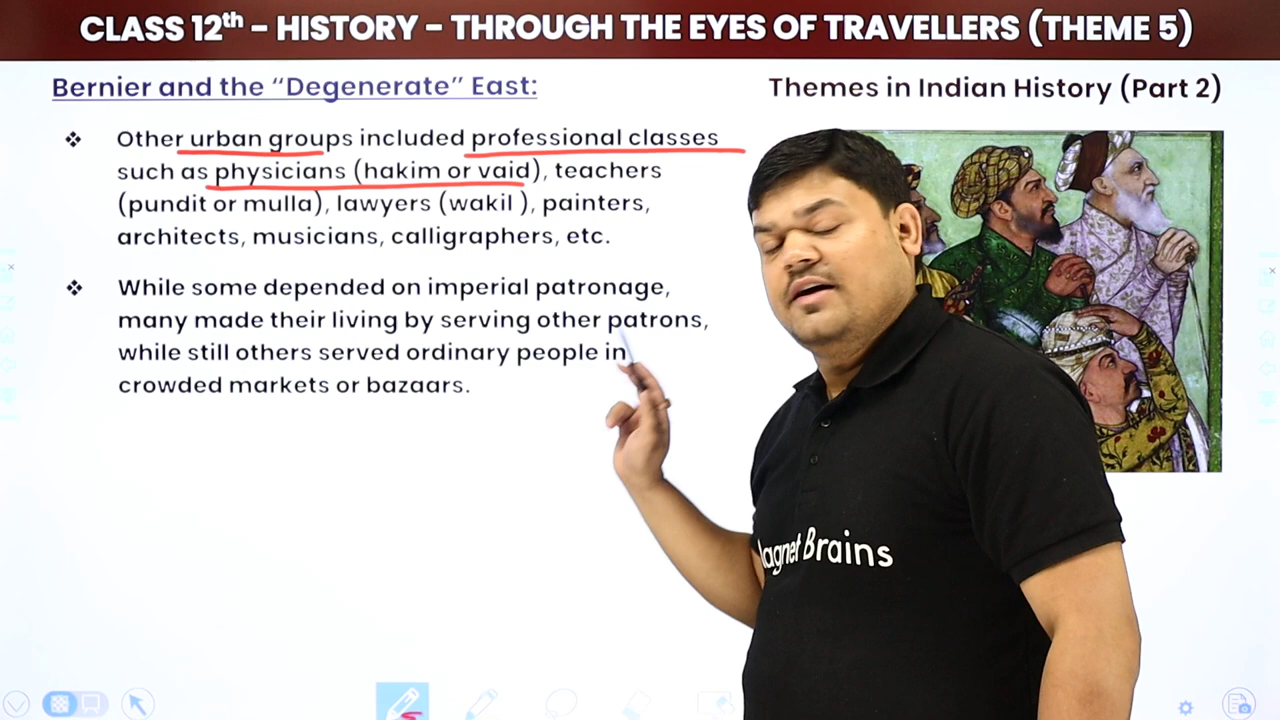 CLASS 12th – HISTORY – THROUGH THE EYES OF TRAVELLERS (THEME 5)
Bernier and the “Degenerate” East:
Themes in Indian History (Part 2)
❖ Other urban groups included professional classes
such as physicians (hakim or vaid), teachers
(pundit or mulla), lawyers (wakil ), painters,
architects, musicians, calligraphers, etc.
❖ While some depended on imperial patronage,
many made their living by serving other patrons,
while still others served ordinary people in
crowded markets or bazaars.
Brains